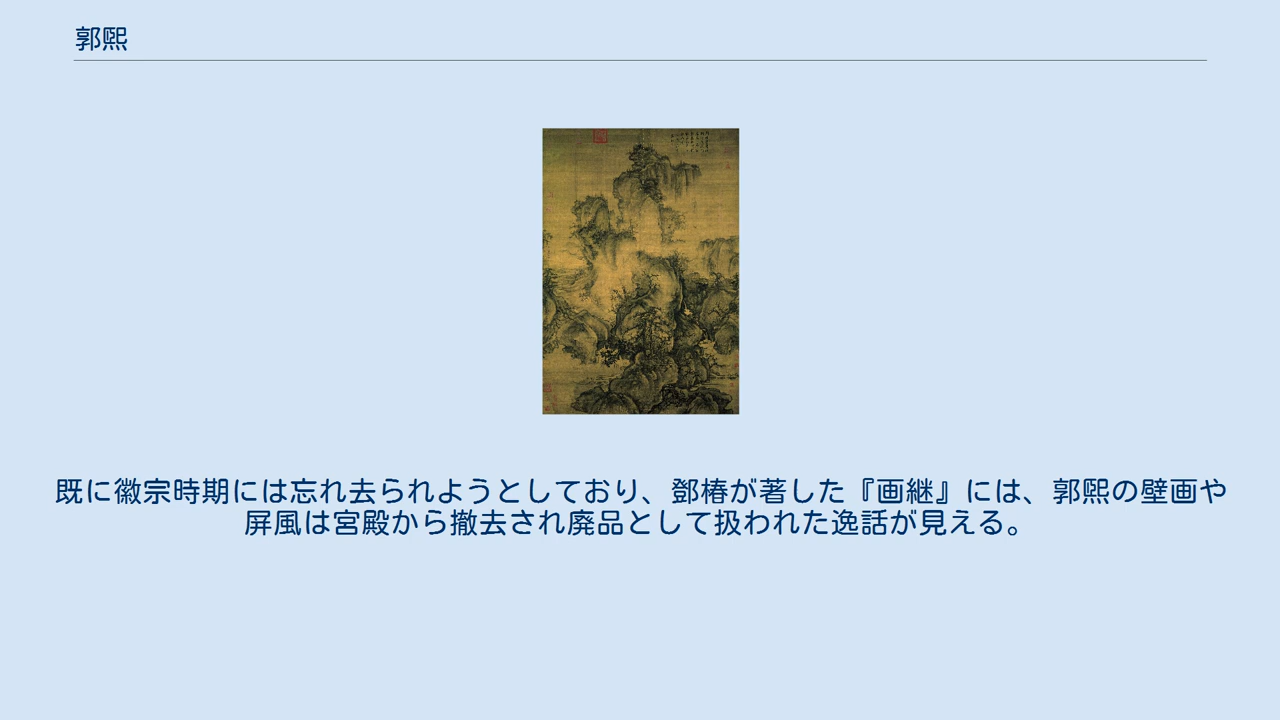 郭煕
既に徽宗時期には忘れ去られようとしており、鄧椿が著した『画継』には、郭煕の壁画や
屏風は宮殿から撤去され廃品として扱われた逸話が見える。